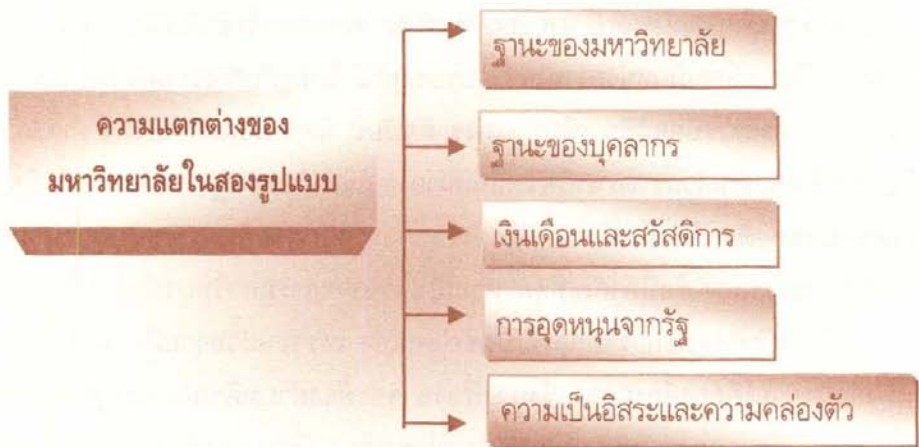 ความแตกต่างของ
มหาวิทยาลัยในสองรูปแบบ
ฐานะของมหาวิทยาลัย
ฐานะของบุคลากร
เงินเดือนและสวัสดิการ
การอุดหนุนจากรัฐ
ความเป็นอิสระและความคล่องตัว